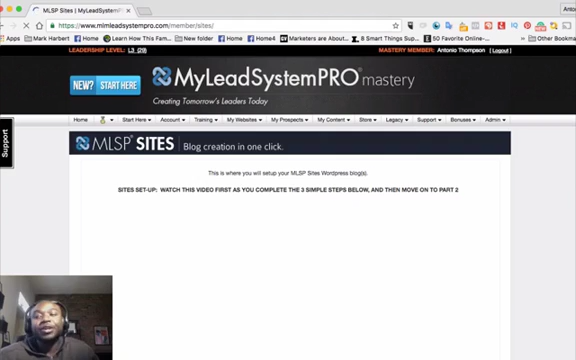 MLSP Sites | MyLeadSystemPR
https://www.mlmleadsystempro.com/member/sites/
Apps Mark Harbert Learn How This Fam New folder Home Home4 Marketers are Abou 8 Smart Things Sup 50 Favorite Online- Other Bookma
LEADERSHIP LEVEL: L3 (29) MASTERY MEMBER: Antonio Thompson [Logout]
NEW? START HERE
MyLeadSystemPRO mastery
Creating Tomorrow's Leaders Today
Support
Home Start Here Account Training My Websites My Prospects My Content Store Legacy Support Bonuses Admin
MLSP SITES | Blog creation in one click.
This is where you will setup your MLSP Sites Wordpress blog(s).
SITES SET-UP: WATCH THIS VIDEO FIRST AS YOU COMPLETE THE 3 SIMPLE STEPS BELOW, AND THEN MOVE ON TO PART 2